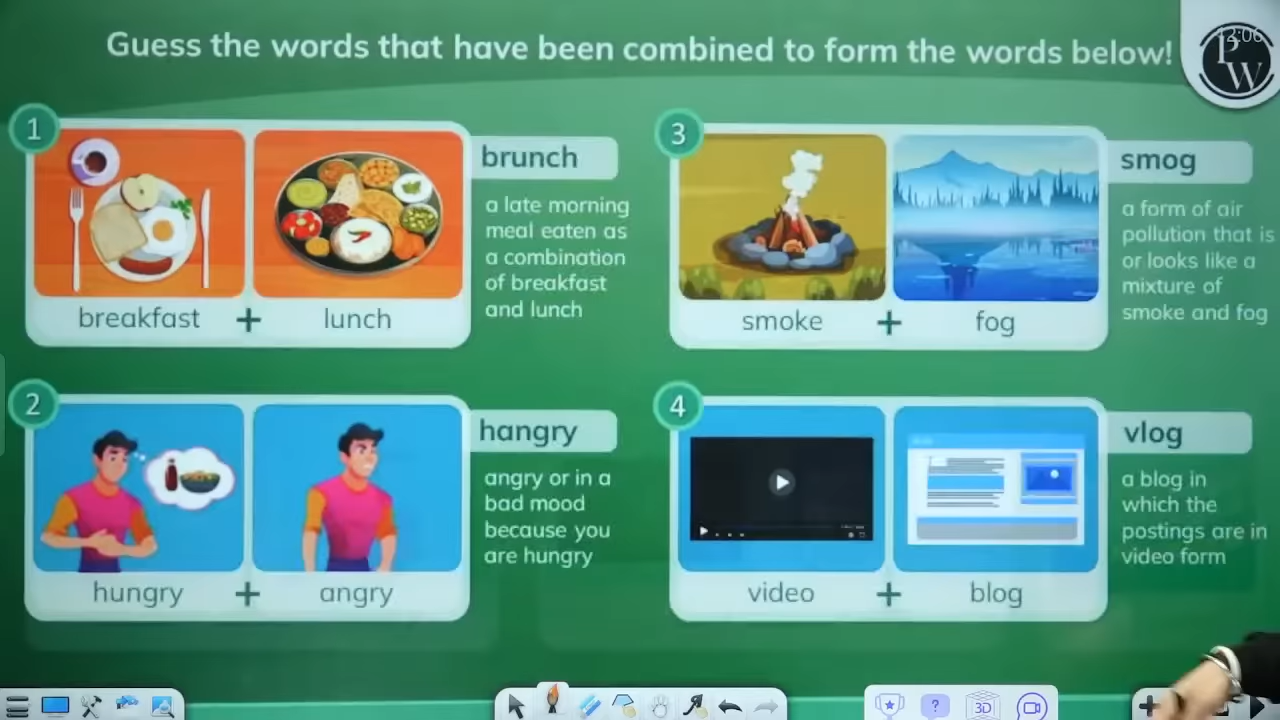 Guess the words that have been combined to form the words below!
12:06
PW
1
brunch
a late morning
meal eaten as
a combination
of breakfast
and lunch
breakfast + lunch
3
smog
a form of air
pollution that is
or looks like a
mixture of
smoke and fog
smoke + fog
2
hangry
angry or in a
bad mood
because you
are hungry
hungry + angry
4
vlog
a blog in
which the
postings are in
video form
video + blog
?
3D